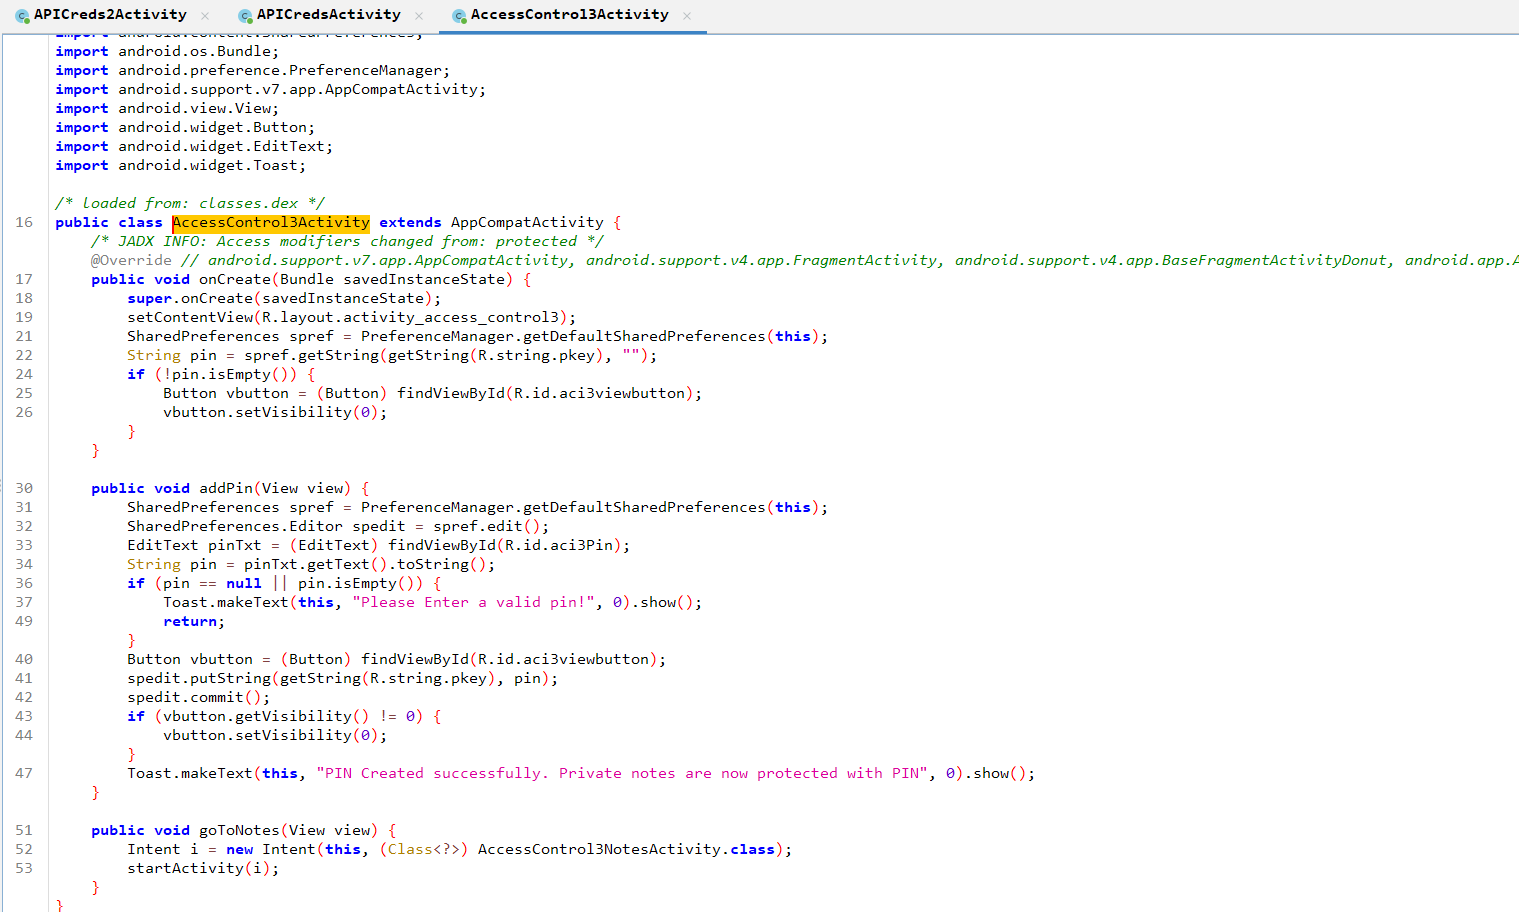 APICreds2Activity × APICredsActivity × AccessControl3Activity ×
import android.content.SharedPreferences;
import android.os.Bundle;
import android.preference.PreferenceManager;
import android.support.v7.app.AppCompatActivity;
import android.view.View;
import android.widget.Button;
import android.widget.EditText;
import android.widget.Toast;
/* loaded from: classes.dex */
16 public class AccessControl3Activity extends AppCompatActivity {
/* JADX INFO: Access modifiers changed from: protected */
@Override // android.support.v7.app.AppCompatActivity, android.support.v4.app.FragmentActivity, android.support.v4.app.BaseFragmentActivityDonut, android.app.A
17 public void onCreate(Bundle savedInstanceState) {
18 super.onCreate(savedInstanceState);
19 setContentView(R.layout.activity_access_control3);
21 SharedPreferences spref = PreferenceManager.getDefaultSharedPreferences(this);
22 String pin = spref.getString(getString(R.string.pkey), "");
24 if (!pin.isEmpty()) {
25 Button vbutton = (Button) findViewById(R.id.aci3viewbutton);
26 vbutton.setVisibility(0);
}
}
30 public void addPin(View view) {
31 SharedPreferences spref = PreferenceManager.getDefaultSharedPreferences(this);
32 SharedPreferences.Editor spedit = spref.edit();
33 EditText pinTxt = (EditText) findViewById(R.id.aci3Pin);
34 String pin = pinTxt.getText().toString();
36 if (pin == null || pin.isEmpty()) {
37 Toast.makeText(this, "Please Enter a valid pin!", 0).show();
49 return;
}
40 Button vbutton = (Button) findViewById(R.id.aci3viewbutton);
41 spedit.putString(getString(R.string.pkey), pin);
42 spedit.commit();
43 if (vbutton.getVisibility() != 0) {
44 vbutton.setVisibility(0);
}
47 Toast.makeText(this, "PIN Created successfully. Private notes are now protected with PIN", 0).show();
}
51 public void goToNotes(View view) {
52 Intent i = new Intent(this, (Class<?>) AccessControl3NotesActivity.class);
53 startActivity(i);
}
}